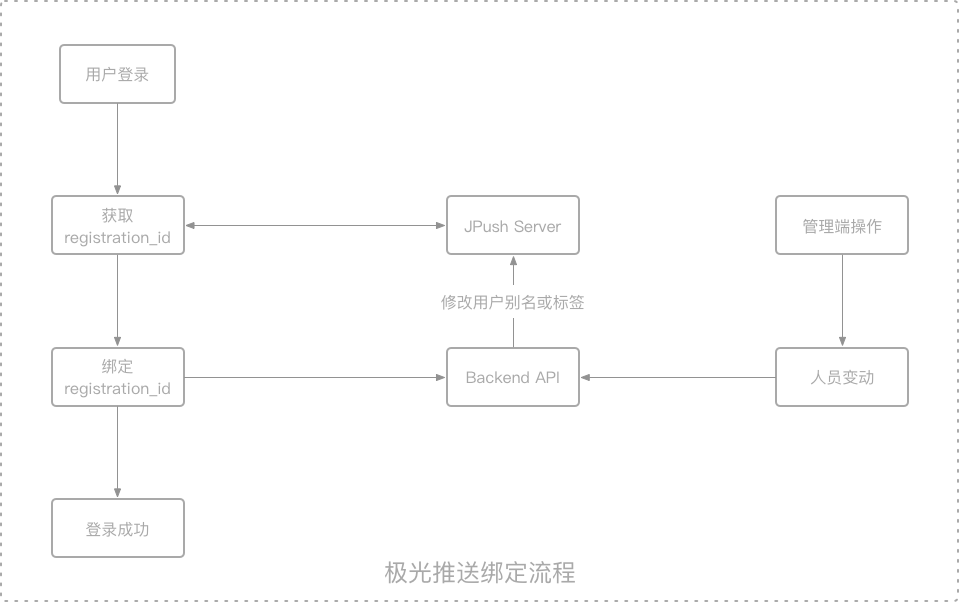 用户登录
获取
registration_id
JPush Server
管理端操作
修改用户别名或标签
绑定
registration_id
Backend API
人员变动
登录成功
极光推送绑定流程